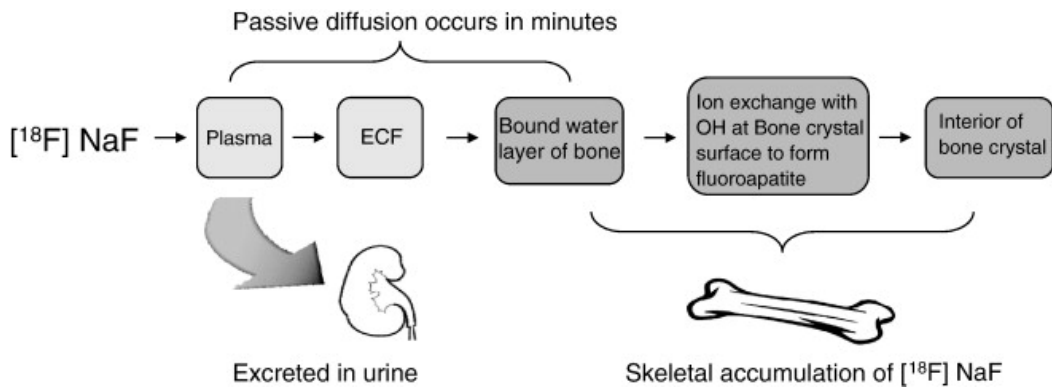 Passive diffusion occurs in minutes
[¹⁸F] NaF
Plasma
ECF
Bound water
layer of bone
Ion exchange with
OH at Bone crystal
surface to form
fluoroapatite
Interior of
bone crystal
Excreted in urine
Skeletal accumulation of [¹⁸F] NaF